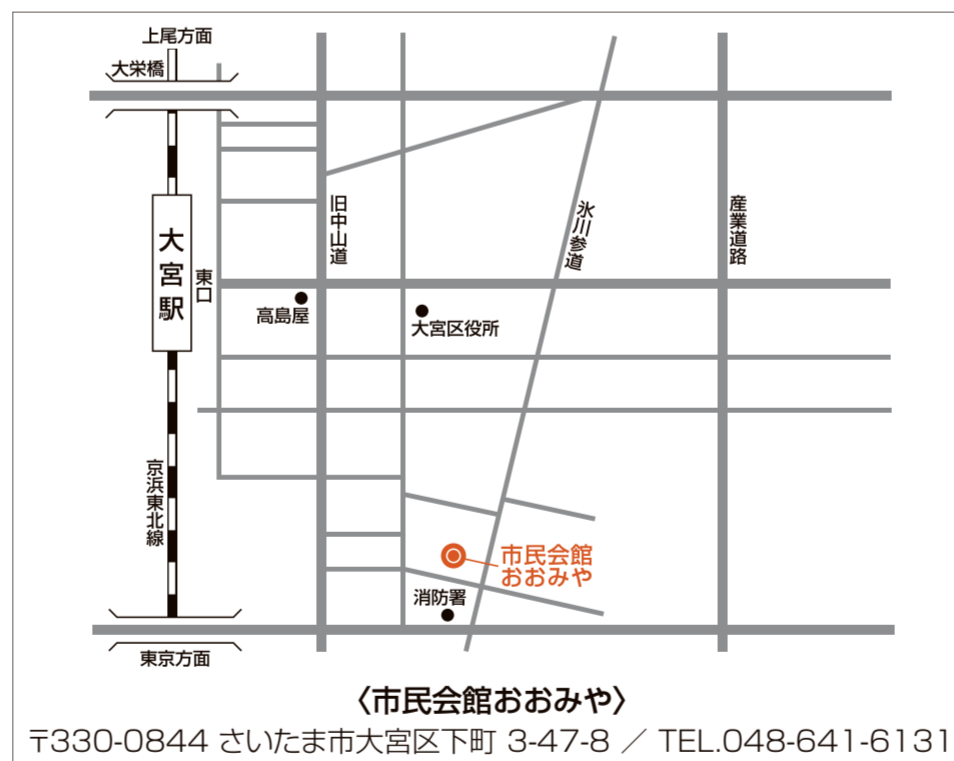 上尾方面
大栄橋
大宮駅
東口
旧中山道
氷川参道
産業道路
高島屋
大宮区役所
京浜東北線
市民会館
おおみや
消防署
東京方面
〈市民会館おおみや〉
〒330-0844 さいたま市大宮区下町 3-47-8 ／ TEL.048-641-6131